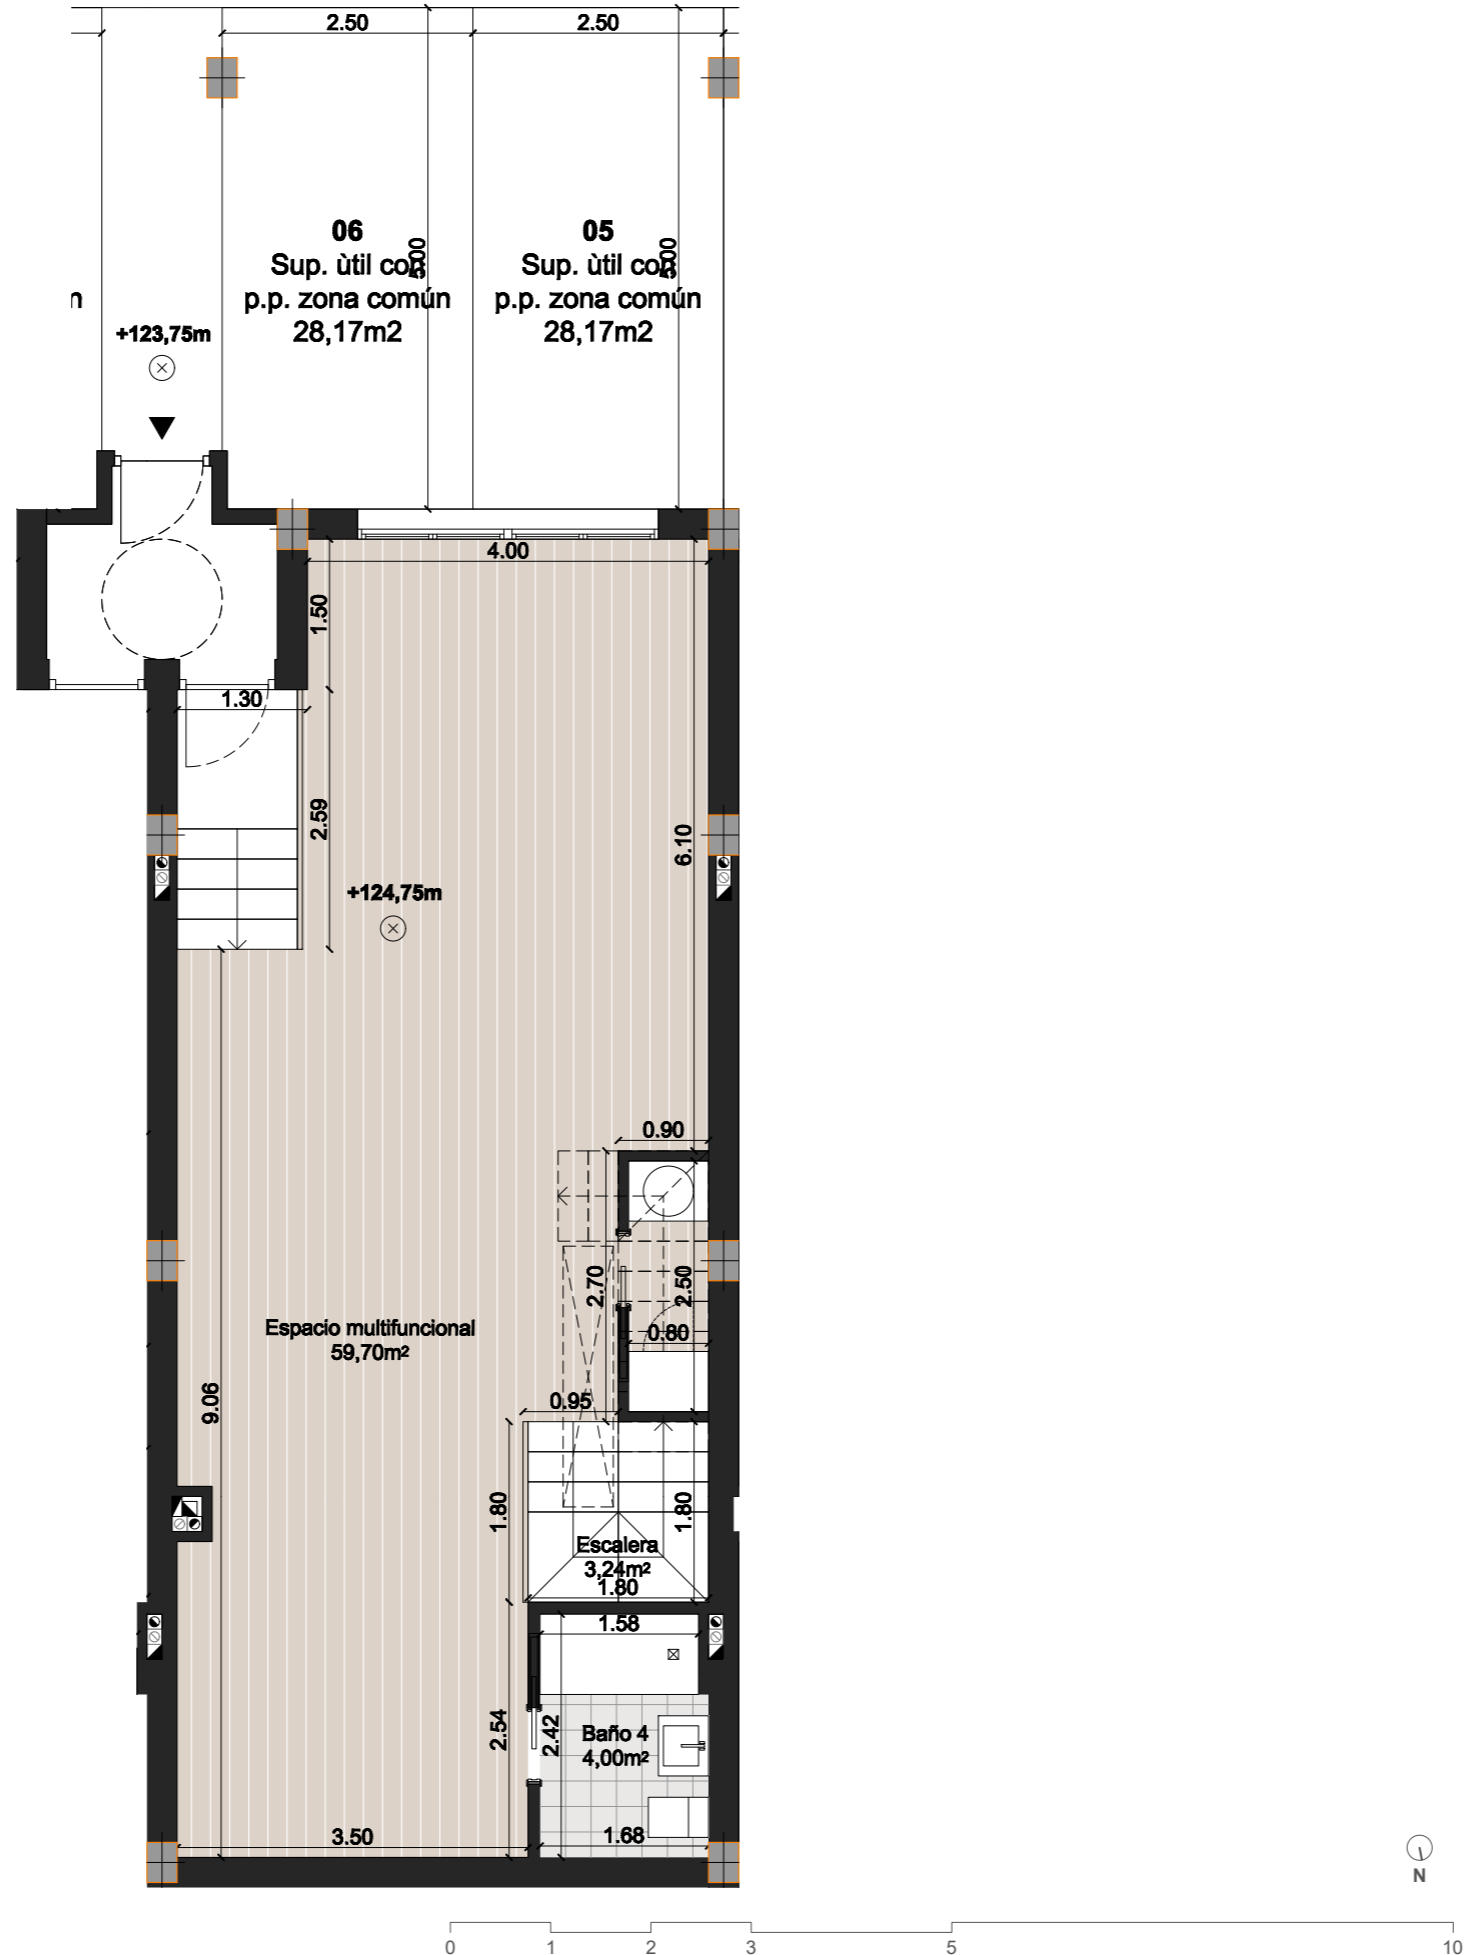 2.50
2.50
06
Sup. ùtil con
p.p. zona común
28,17m2
5.00
05
Sup. ùtil con
p.p. zona común
28,17m2
5.00
n
+123,75m
4.00
1.50
1.30
2.59
6.10
+124,75m
0.90
2.70
2.50
0.80
Espacio multifuncional
59,70m²
9.06
0.95
1.80
1.80
Escalera
3,24m²
1.80
1.58
2.54
2.42
Baño 4
4,00m²
3.50
1.68
N
0 1 2 3 5 10